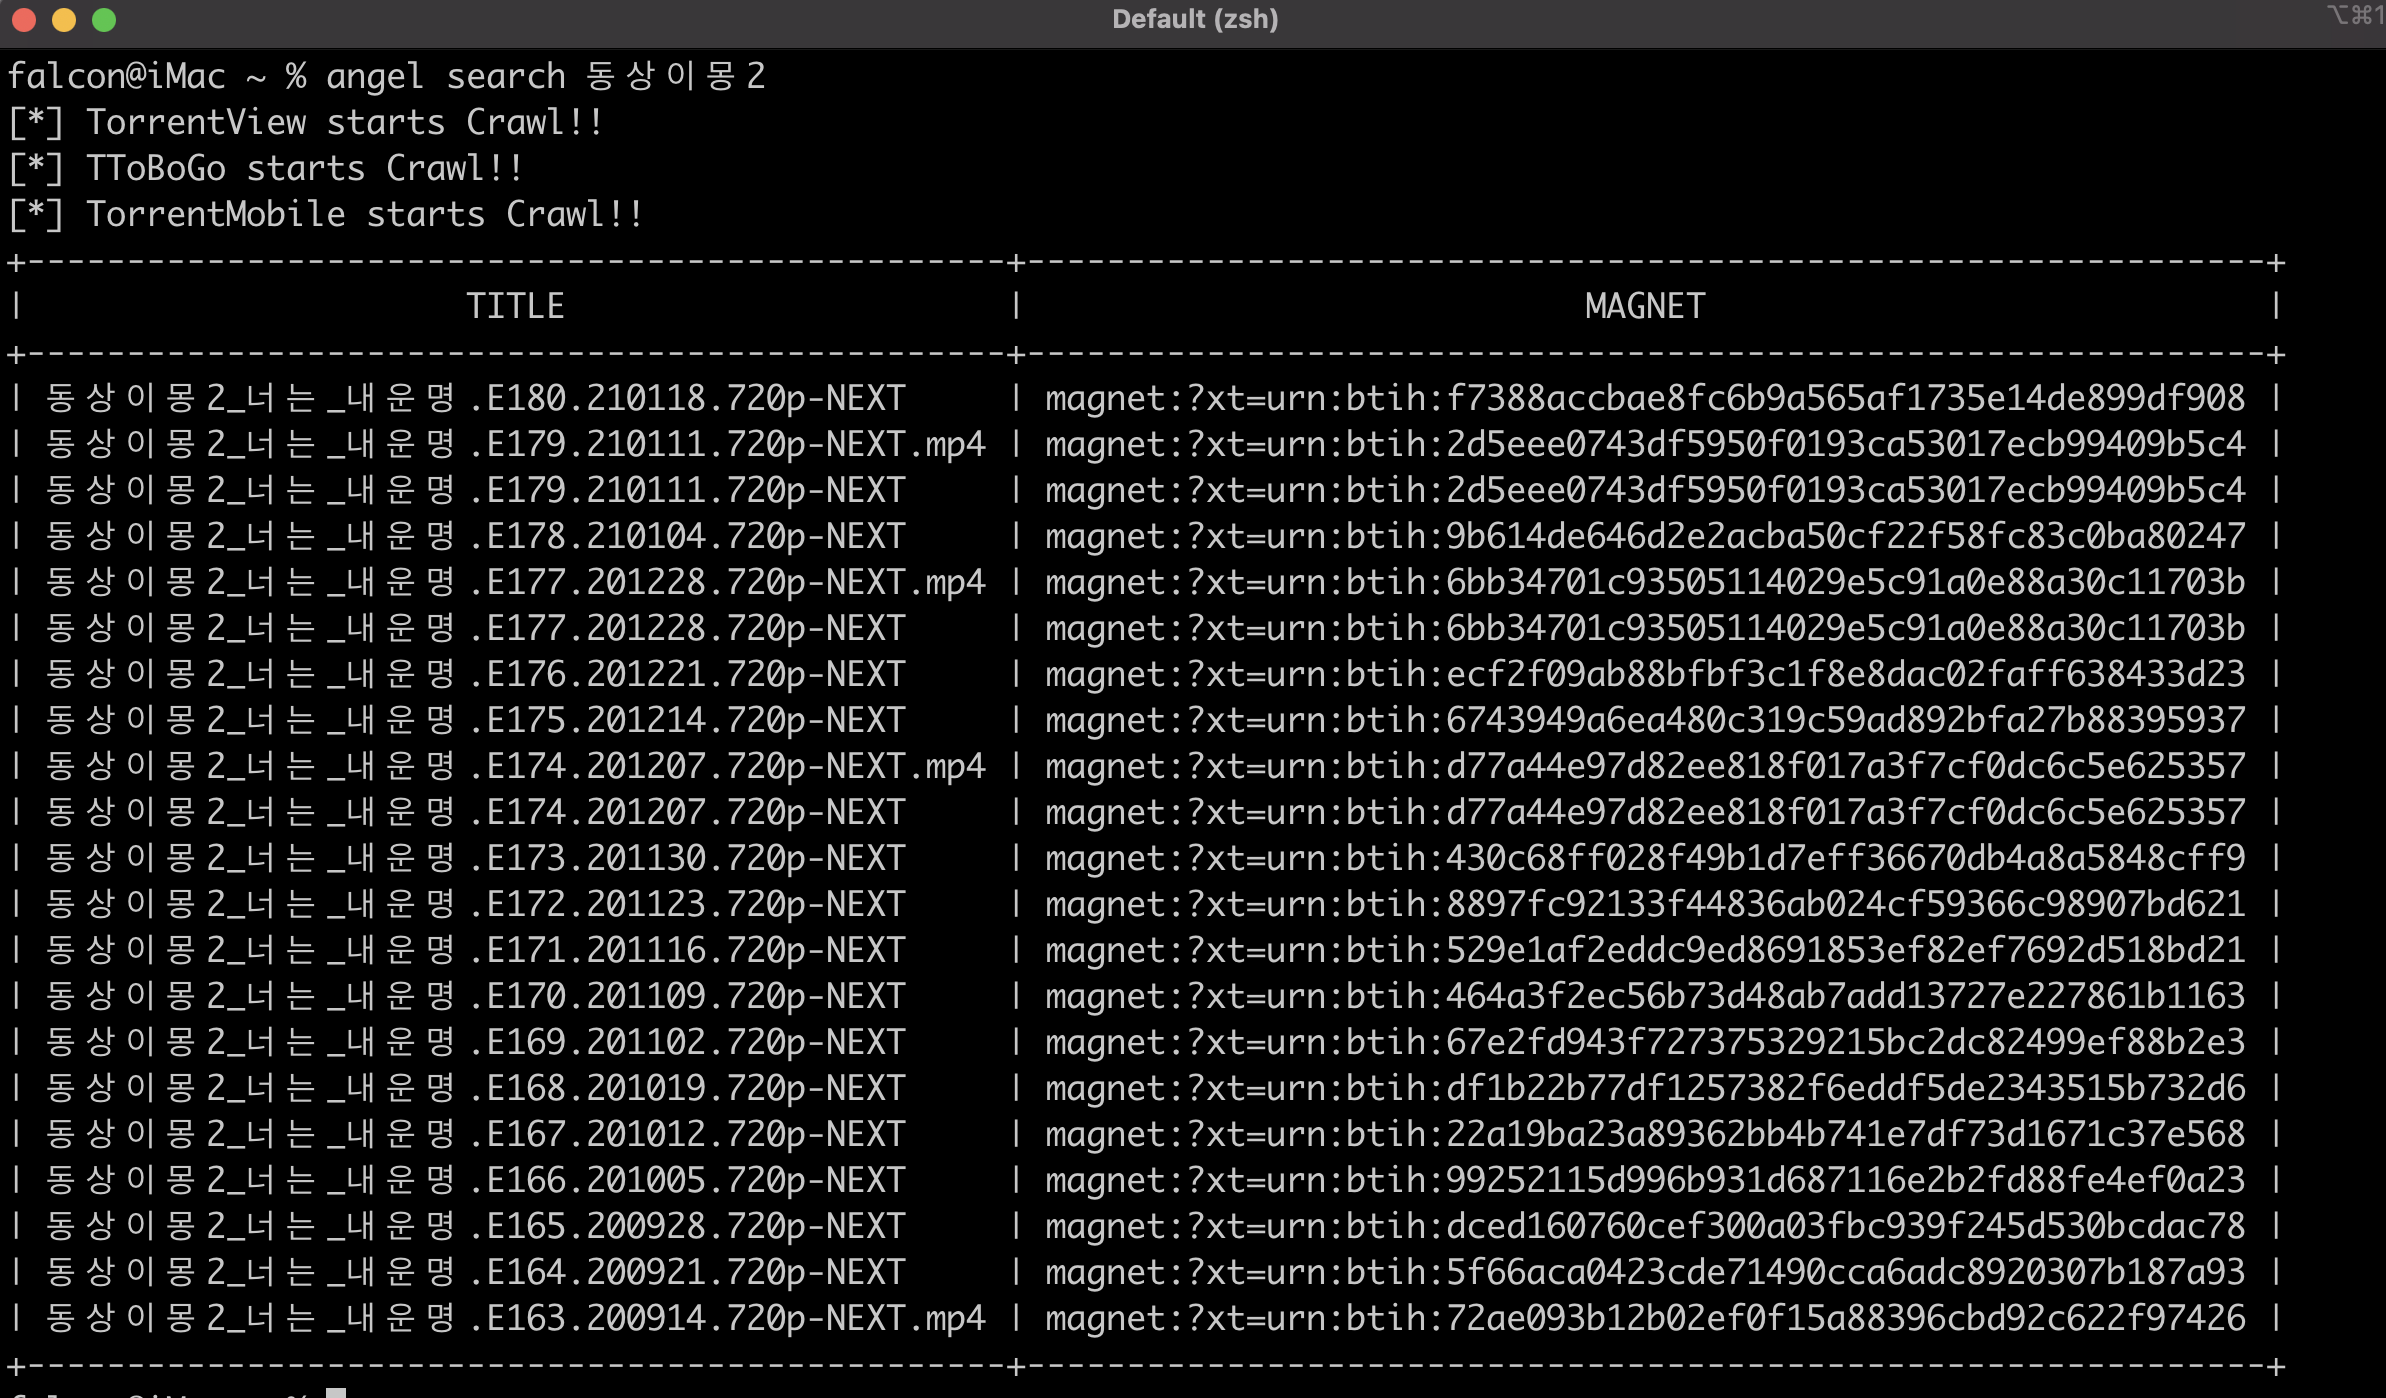 Default (zsh)
⌥⌘1
falcon@iMac ~ % angel search 동상이몽2
[*] TorrentView starts Crawl!!
[*] TToBoGo starts Crawl!!
[*] TorrentMobile starts Crawl!!
+-------------------------------------------------+--------------------------------------------------------------+
| TITLE | MAGNET |
+-------------------------------------------------+--------------------------------------------------------------+
| 동상이몽2_너는_내운명.E180.210118.720p-NEXT | magnet:?xt=urn:btih:f7388accbae8fc6b9a565af1735e14de899df908 |
| 동상이몽2_너는_내운명.E179.210111.720p-NEXT.mp4 | magnet:?xt=urn:btih:2d5eee0743df5950f0193ca53017ecb99409b5c4 |
| 동상이몽2_너는_내운명.E179.210111.720p-NEXT | magnet:?xt=urn:btih:2d5eee0743df5950f0193ca53017ecb99409b5c4 |
| 동상이몽2_너는_내운명.E178.210104.720p-NEXT | magnet:?xt=urn:btih:9b614de646d2e2acba50cf22f58fc83c0ba80247 |
| 동상이몽2_너는_내운명.E177.201228.720p-NEXT.mp4 | magnet:?xt=urn:btih:6bb34701c93505114029e5c91a0e88a30c11703b |
| 동상이몽2_너는_내운명.E177.201228.720p-NEXT | magnet:?xt=urn:btih:6bb34701c93505114029e5c91a0e88a30c11703b |
| 동상이몽2_너는_내운명.E176.201221.720p-NEXT | magnet:?xt=urn:btih:ecf2f09ab88bfbf3c1f8e8dac02faff638433d23 |
| 동상이몽2_너는_내운명.E175.201214.720p-NEXT | magnet:?xt=urn:btih:6743949a6ea480c319c59ad892bfa27b88395937 |
| 동상이몽2_너는_내운명.E174.201207.720p-NEXT.mp4 | magnet:?xt=urn:btih:d77a44e97d82ee818f017a3f7cf0dc6c5e625357 |
| 동상이몽2_너는_내운명.E174.201207.720p-NEXT | magnet:?xt=urn:btih:d77a44e97d82ee818f017a3f7cf0dc6c5e625357 |
| 동상이몽2_너는_내운명.E173.201130.720p-NEXT | magnet:?xt=urn:btih:430c68ff028f49b1d7eff36670db4a8a5848cff9 |
| 동상이몽2_너는_내운명.E172.201123.720p-NEXT | magnet:?xt=urn:btih:8897fc92133f44836ab024cf59366c98907bd621 |
| 동상이몽2_너는_내운명.E171.201116.720p-NEXT | magnet:?xt=urn:btih:529e1af2eddc9ed8691853ef82ef7692d518bd21 |
| 동상이몽2_너는_내운명.E170.201109.720p-NEXT | magnet:?xt=urn:btih:464a3f2ec56b73d48ab7add13727e227861b1163 |
| 동상이몽2_너는_내운명.E169.201102.720p-NEXT | magnet:?xt=urn:btih:67e2fd943f727375329215bc2dc82499ef88b2e3 |
| 동상이몽2_너는_내운명.E168.201019.720p-NEXT | magnet:?xt=urn:btih:df1b22b77df1257382f6eddf5de2343515b732d6 |
| 동상이몽2_너는_내운명.E167.201012.720p-NEXT | magnet:?xt=urn:btih:22a19ba23a89362bb4b741e7df73d1671c37e568 |
| 동상이몽2_너는_내운명.E166.201005.720p-NEXT | magnet:?xt=urn:btih:99252115d996b931d687116e2b2fd88fe4ef0a23 |
| 동상이몽2_너는_내운명.E165.200928.720p-NEXT | magnet:?xt=urn:btih:dced160760cef300a03fbc939f245d530bcdac78 |
| 동상이몽2_너는_내운명.E164.200921.720p-NEXT | magnet:?xt=urn:btih:5f66aca0423cde71490cca6adc8920307b187a93 |
| 동상이몽2_너는_내운명.E163.200914.720p-NEXT.mp4 | magnet:?xt=urn:btih:72ae093b12b02ef0f15a88396cbd92c622f97426 |
+-------------------------------------------------+--------------------------------------------------------------+